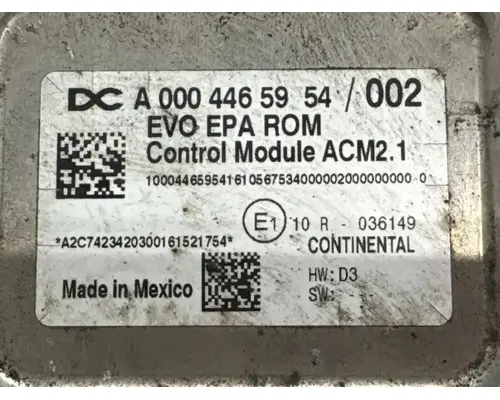 DC A 000 446 59 54 / 002
EVO EPA ROM
Control Module ACM2.1
10004465954161056753400000200000000 0
E1 10 R - 036149
*A2C7423420300161521754*
CONTINENTAL
HW: D3
Made in Mexico
SW: - --